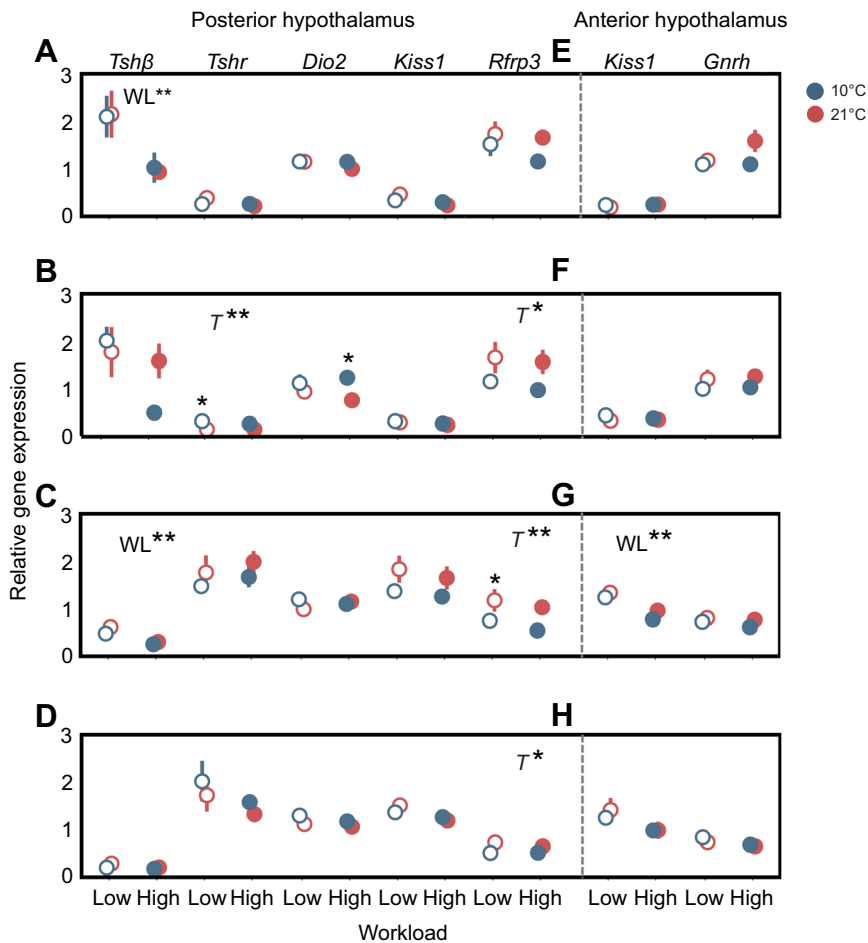 Posterior hypothalamus Anterior hypothalamus
A Tshβ Tshr Dio2 Kiss1 Rfrp3 E Kiss1 Gnrh
3
WL**
10°C
21°C
2
1
0
B F
3
T** T*
2
*
1
*
0
Relative gene expression
C G
3
WL** T** WL**
2
*
1
0
D H
3
T*
2
1
0
Low High Low High Low High Low High Low High Low High Low High
Workload